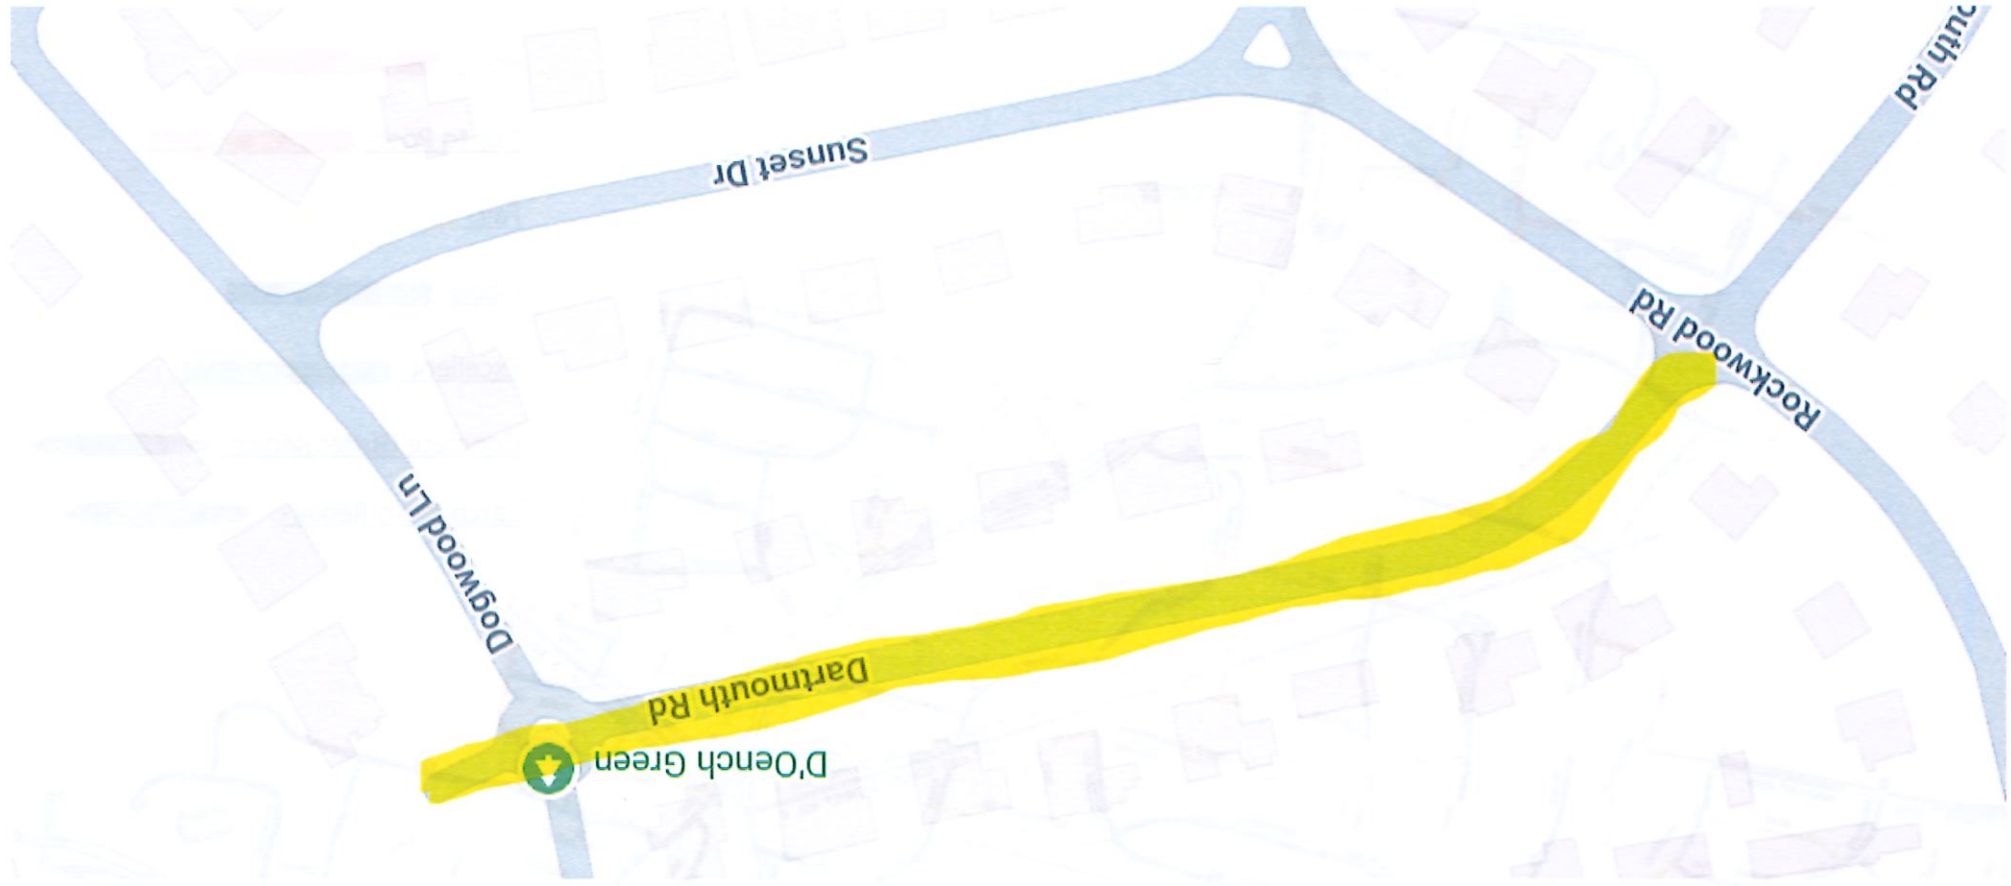 D'Oench Green
Dartmouth Rd
Dogwood Ln
Rockwood Rd
Sunset Dr
outh Rd